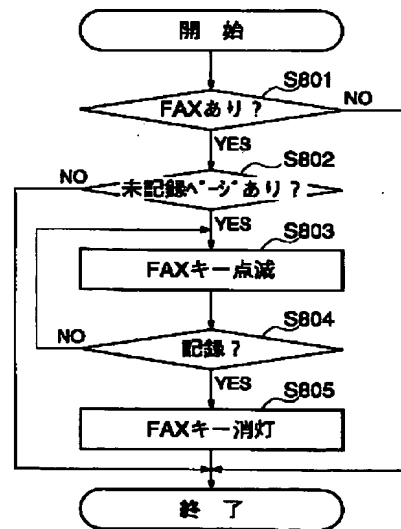 開 始
S801
FAXあり?
NO
YES
S802
NO
未記録ページあり?
YES
S803
FAXキー点滅
S804
NO
記録?
YES
S805
FAXキー消灯
終 了